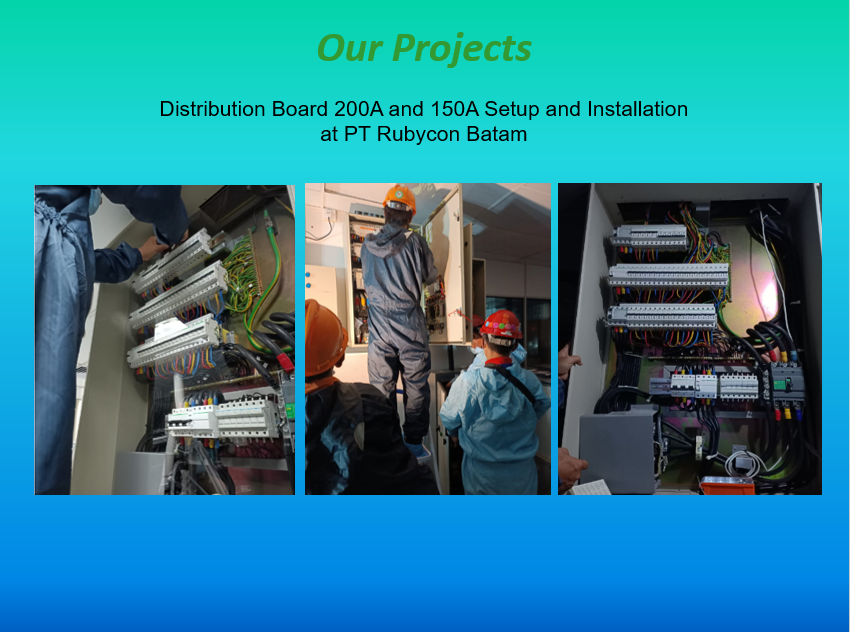 Our Projects
Distribution Board 200A and 150A Setup and Installation
at PT Rubycon Batam